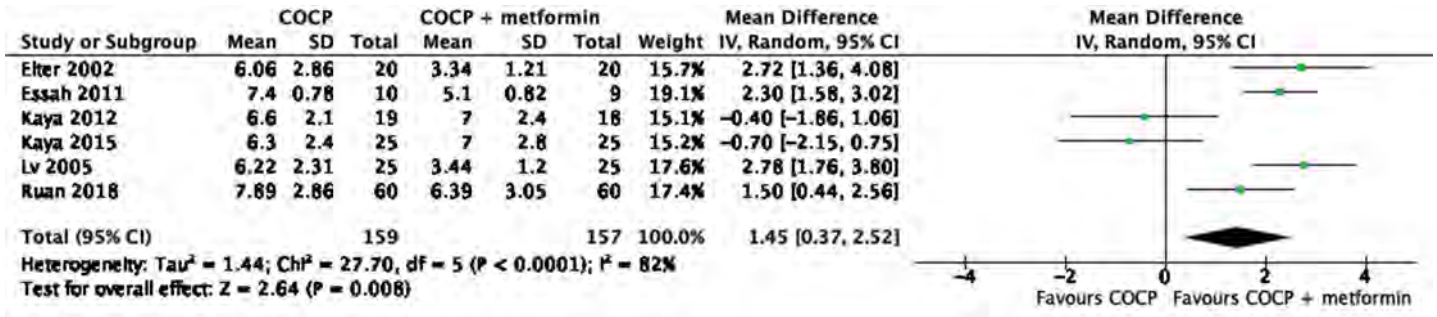 COCP COCP + metformin Mean Difference Mean Difference
Study or Subgroup Mean SD Total Mean SD Total Weight IV, Random, 95% CI IV, Random, 95% CI
Elter 2002 6.06 2.86 20 3.34 1.21 20 15.7% 2.72 [1.36, 4.08]
Essah 2011 7.4 0.78 10 5.1 0.82 9 19.1% 2.30 [1.58, 3.02]
Kaya 2012 6.6 2.1 19 7 2.4 18 15.1% −0.40 [−1.86, 1.06]
Kaya 2015 6.3 2.4 25 7 2.8 25 15.2% −0.70 [−2.15, 0.75]
Lv 2005 6.22 2.31 25 3.44 1.2 25 17.6% 2.78 [1.76, 3.80]
Ruan 2018 7.89 2.86 60 6.39 3.05 60 17.4% 1.50 [0.44, 2.56]
Total (95% CI) 159 157 100.0% 1.45 [0.37, 2.52]
Heterogeneity: Tau² = 1.44; Chi² = 27.70, df = 5 (P < 0.0001); I² = 82%
Test for overall effect: Z = 2.64 (P = 0.008)
−4 −2 0 2 4
Favours COCP Favours COCP + metformin